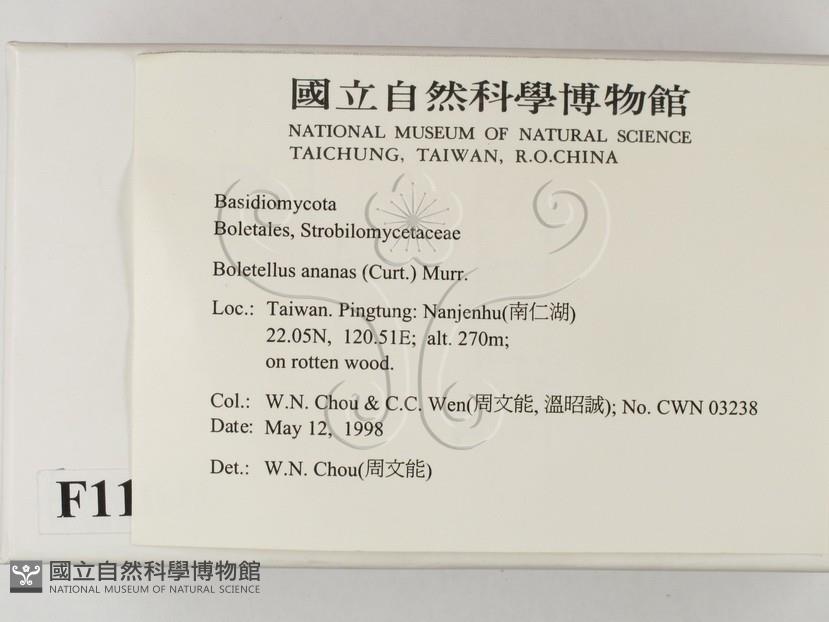 國立自然科學博物館
NATIONAL MUSEUM OF NATURAL SCIENCE
TAICHUNG, TAIWAN, R.O.CHINA
Basidiomycota
Boletales, Strobilomycetaceae
Boletellus ananas (Curt.) Murr.
Loc.: Taiwan. Pingtung: Nanjenhu(南仁湖)
22.05N, 120.51E; alt. 270m;
on rotten wood.
Col.: W.N. Chou & C.C. Wen(周文能, 溫昭誠); No. CWN 03238
Date: May 12, 1998
Det.: W.N. Chou(周文能)
F11
國立自然科學博物館
NATIONAL MUSEUM OF NATURAL SCIENCE